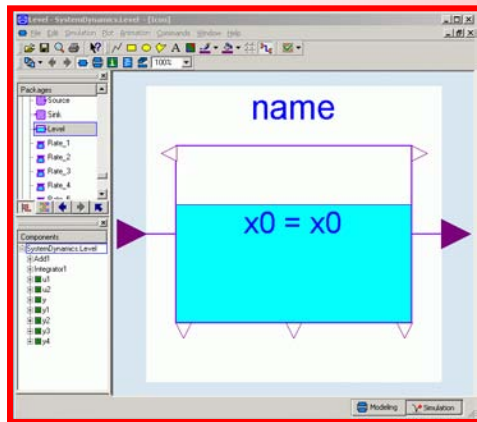 Level - SystemDynamics.Level - [Icon]
File Edit Simulation Plot Animation Commands Window Help
100%
Packages
Source
Sink
Level
Rate_1
Rate_2
Rate_3
Rate_4
Components
SystemDynamics.Level
Add1
Integrator1
u1
u2
y
y1
y2
y3
y4
name
x0 = x0
Modeling
Simulation